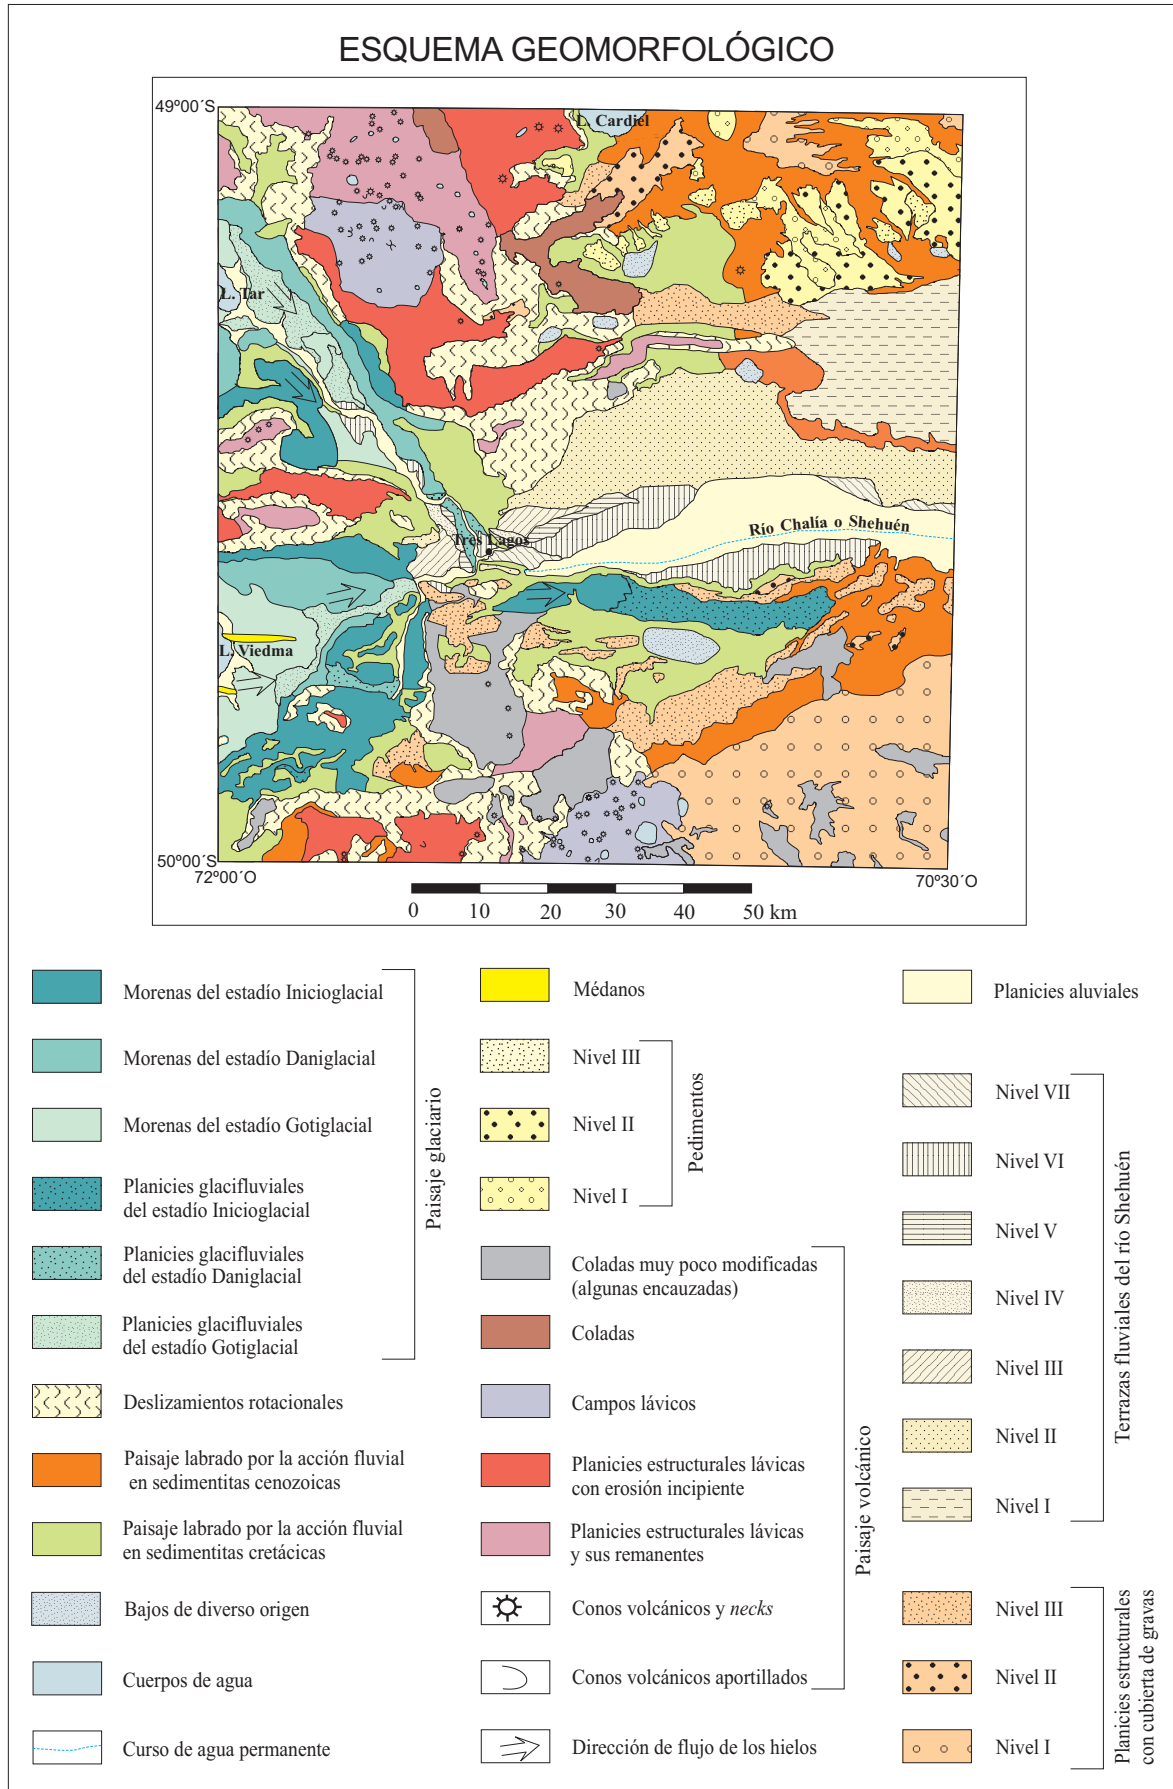 ESQUEMA GEOMORFOLÓGICO
49º00´S
L. Cardiel
L. Tar
Río Chalía o Shehuén
Tres Lagos
L. Viedma
50º00´S
72º00´O
70º30´O
0 10 20 30 40 50 km
Morenas del estadío Inicioglacial
Morenas del estadío Daniglacial
Morenas del estadío Gotiglacial
Planicies glacifluviales
del estadío Inicioglacial
Planicies glacifluviales
del estadío Daniglacial
Planicies glacifluviales
del estadío Gotiglacial
Paisaje glaciario
Deslizamientos rotacionales
Paisaje labrado por la acción fluvial
en sedimentitas cenozoicas
Paisaje labrado por la acción fluvial
en sedimentitas cretácicas
Bajos de diverso origen
Cuerpos de agua
Curso de agua permanente
Médanos
Nivel III
Nivel II
Nivel I
Pedimentos
Coladas muy poco modificadas
(algunas encauzadas)
Coladas
Campos lávicos
Planicies estructurales lávicas
con erosión incipiente
Planicies estructurales lávicas
y sus remanentes
Conos volcánicos y necks
Conos volcánicos aportillados
Paisaje volcánico
Dirección de flujo de los hielos
Planicies aluviales
Nivel VII
Nivel VI
Nivel V
Nivel IV
Nivel III
Nivel II
Nivel I
Terrazas fluviales del río Shehuén
Nivel III
Nivel II
Nivel I
Planicies estructurales
con cubierta de gravas